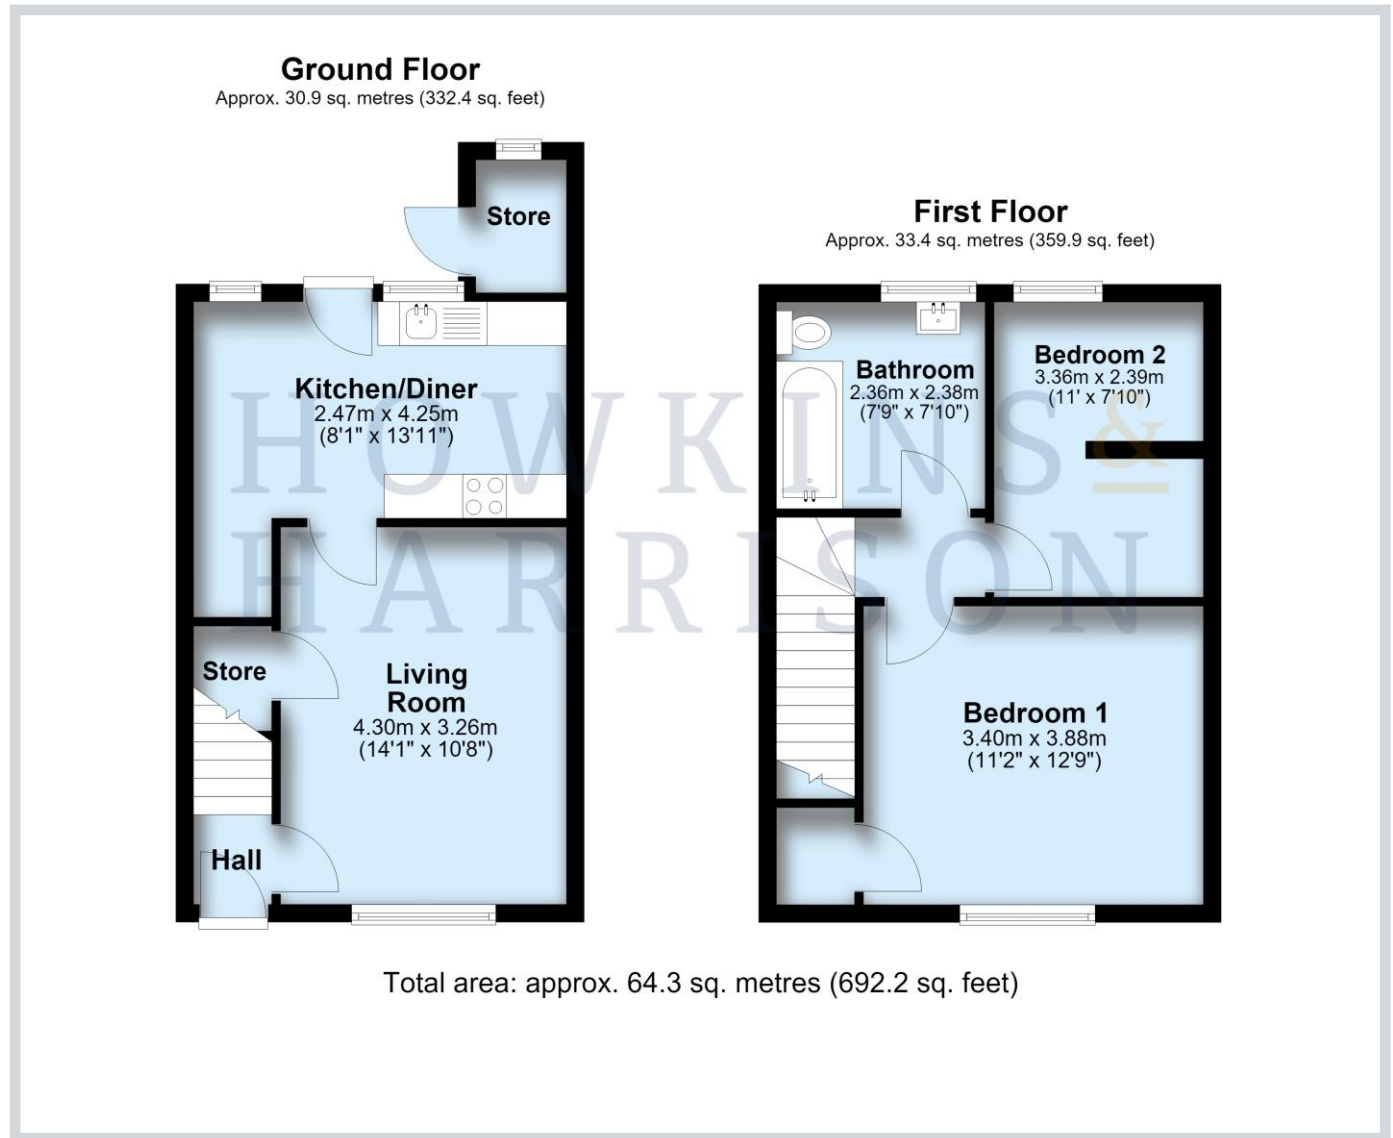 Ground Floor
Approx. 30.9 sq. metres (332.4 sq. feet)
Store
Kitchen/Diner
2.47m x 4.25m
(8'1" x 13'11")
Store
Living
Room
4.30m x 3.26m
(14'1" x 10'8")
Hall
First Floor
Approx. 33.4 sq. metres (359.9 sq. feet)
Bathroom
2.36m x 2.38m
(7'9" x 7'10")
Bedroom 2
3.36m x 2.39m
(11' x 7'10")
Bedroom 1
3.40m x 3.88m
(11'2" x 12'9")
HOWKINS &
HARRISON
Total area: approx. 64.3 sq. metres (692.2 sq. feet)